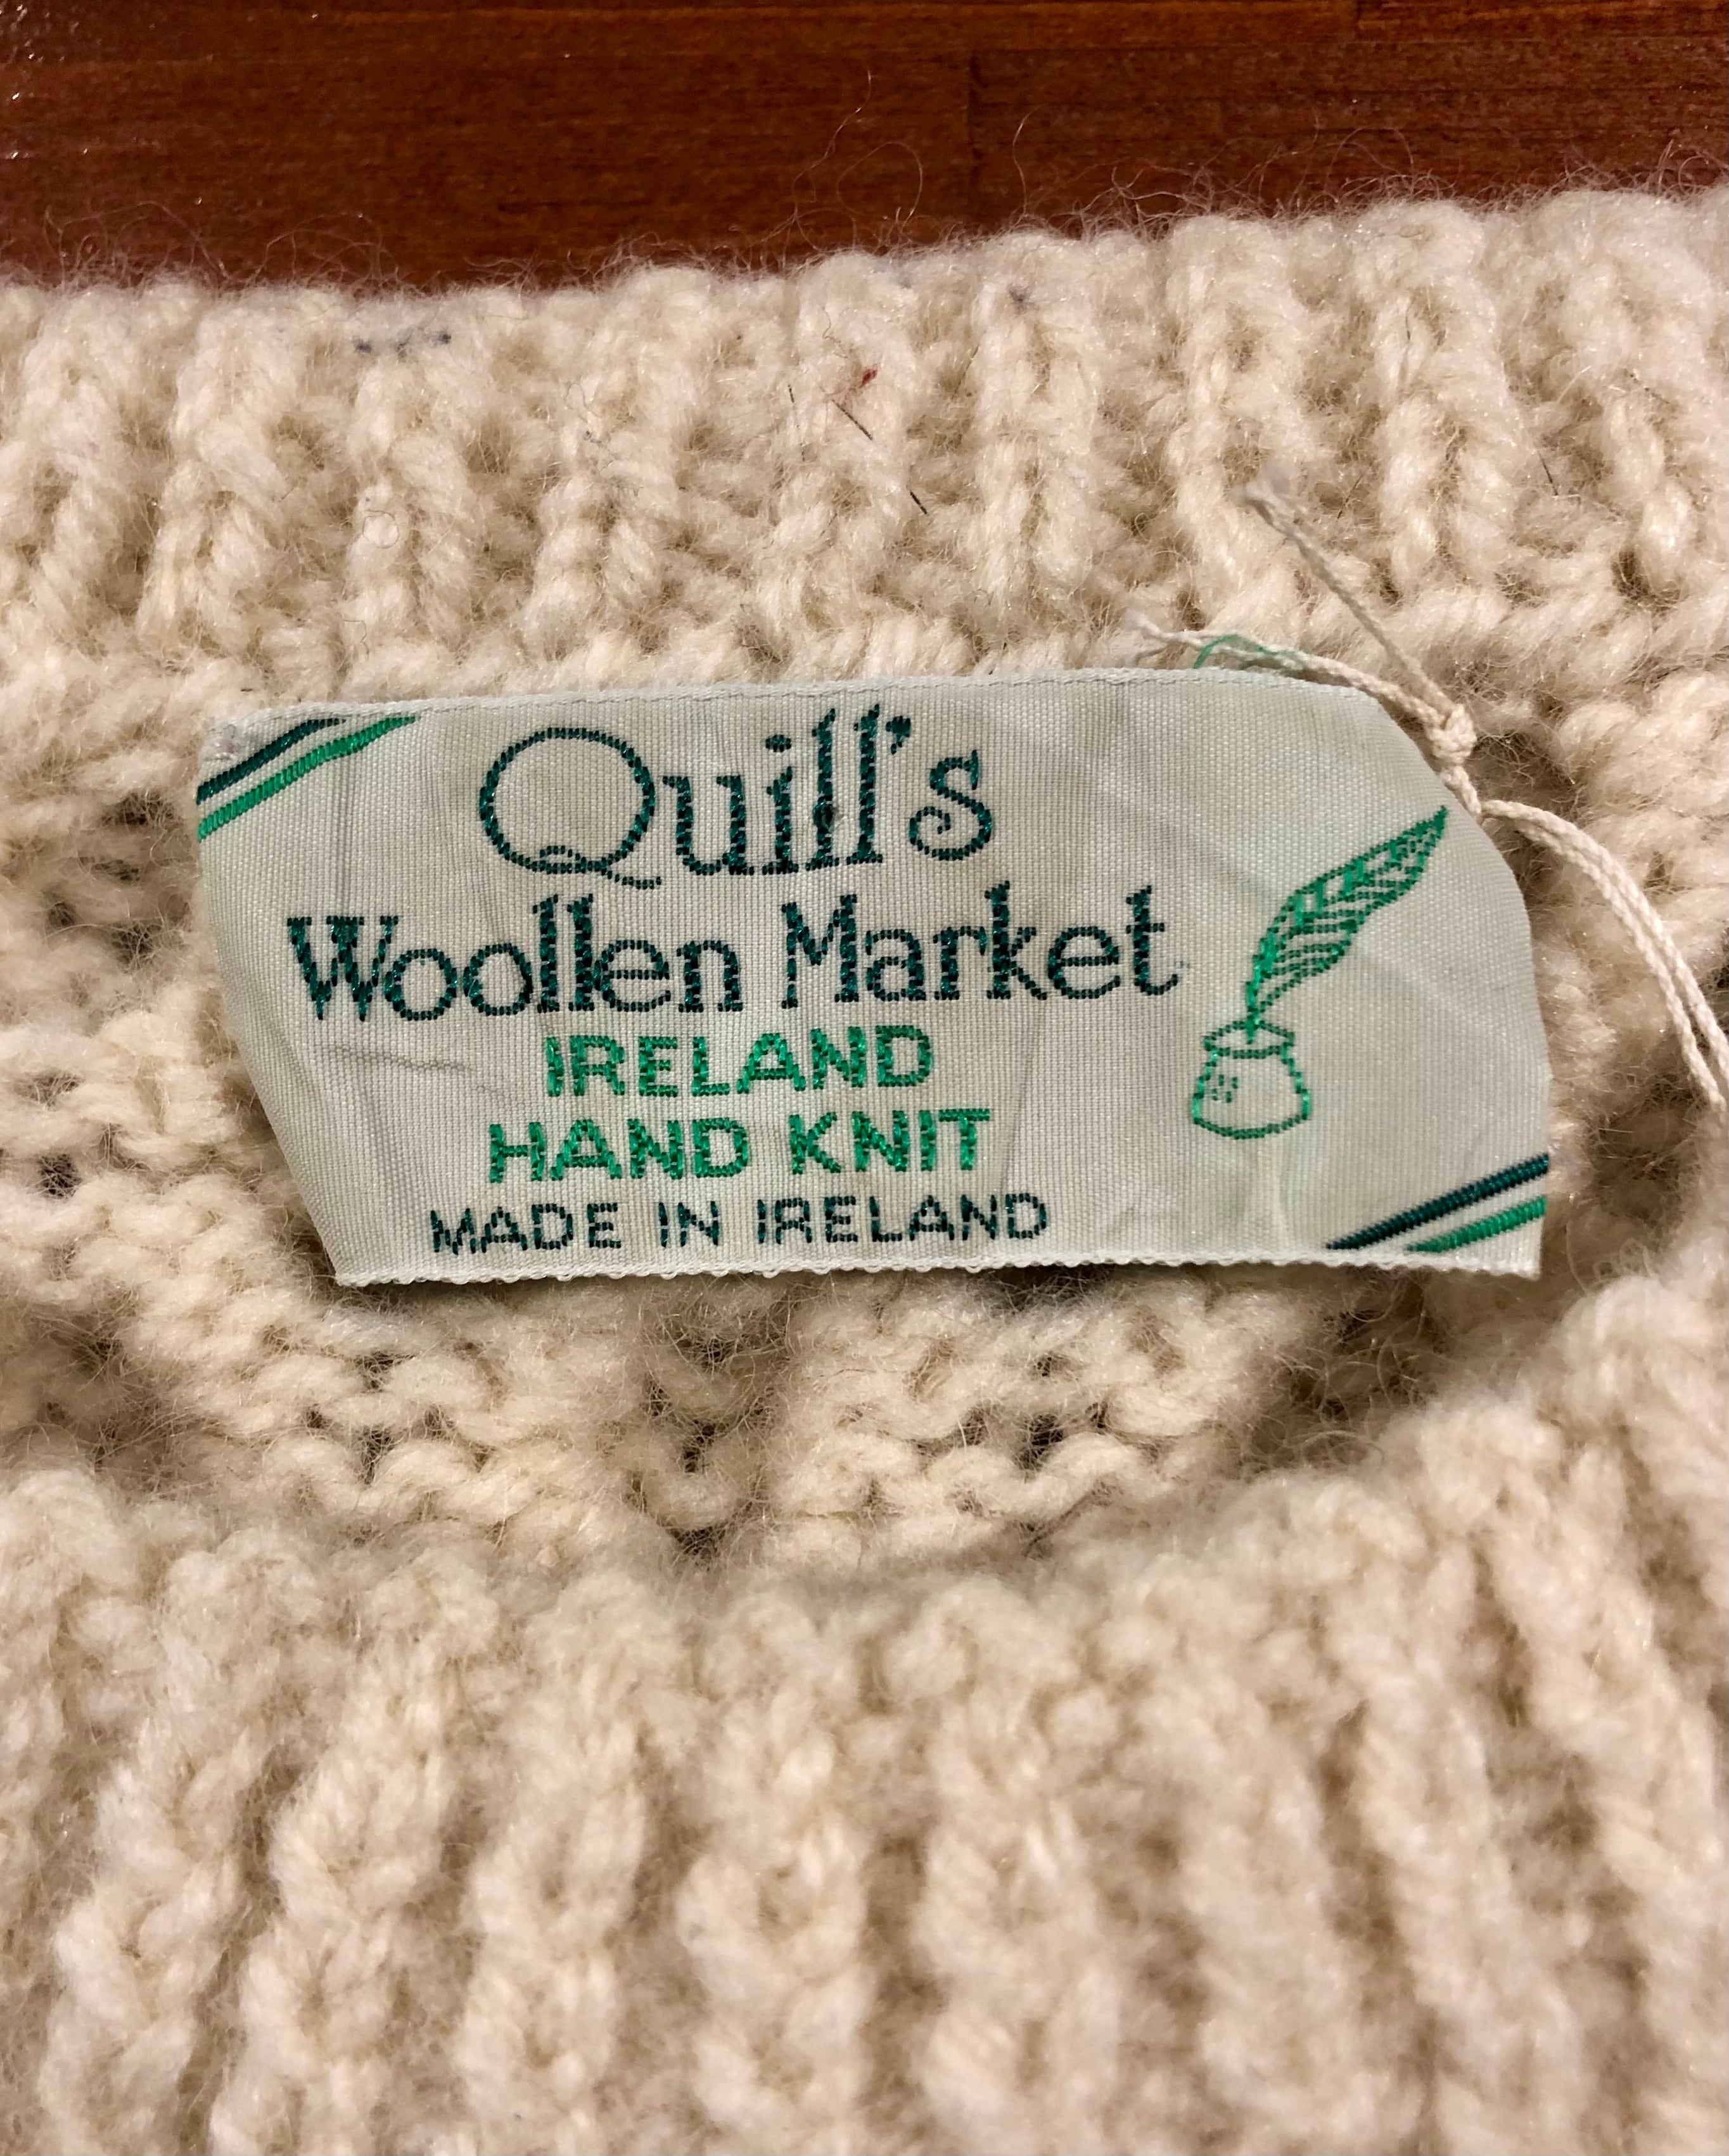 Quill's
Woollen Market
IRELAND
HAND KNIT
MADE IN IRELAND